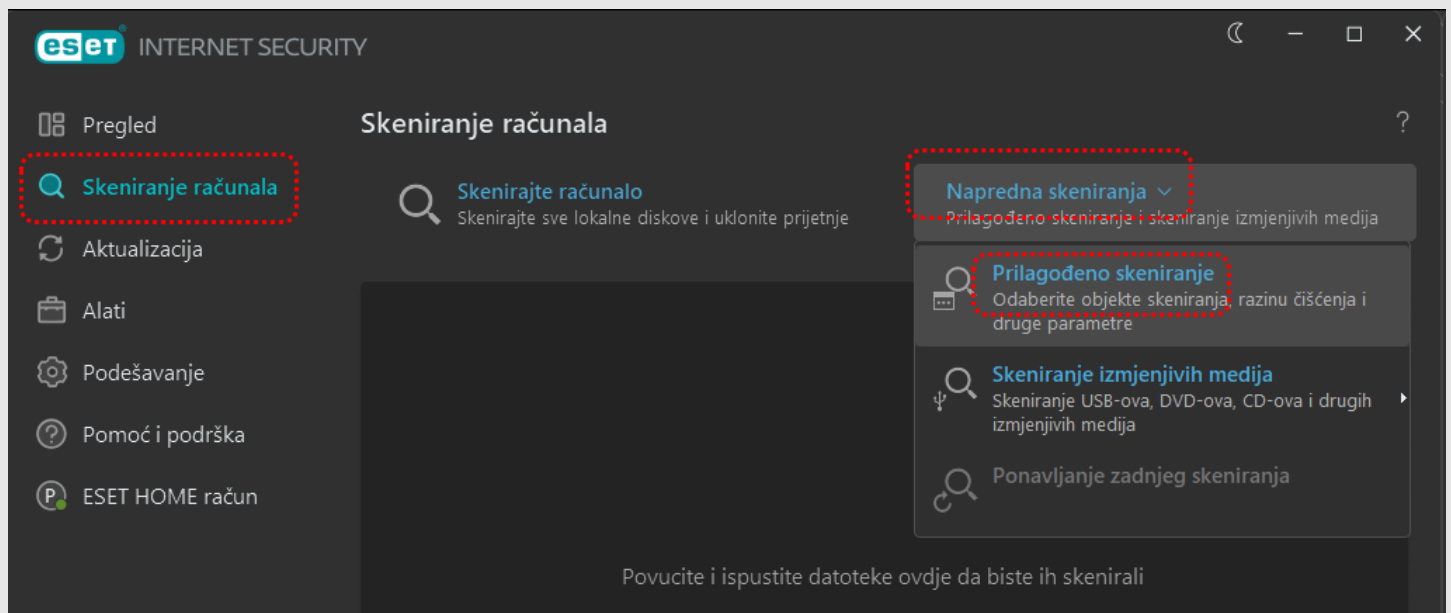 eset INTERNET SECURITY
Pregled
Skeniranje računala
Aktualizacija
Alati
Podešavanje
Pomoć i podrška
P
ESET HOME račun
Skeniranje računala
?
Skenirajte računalo
Skenirajte sve lokalne diskove i uklonite prijetnje
Napredna skeniranja
Prilagođeno skeniranje i skeniranje izmjenjivih medija
Prilagođeno skeniranje
Odaberite objekte skeniranja, razinu čišćenja i
druge parametre
Skeniranje izmjenjivih medija
Skeniranje USB-ova, DVD-ova, CD-ova i drugih
izmjenjivih medija
Ponavljanje zadnjeg skeniranja
Povucite i ispustite datoteke ovdje da biste ih skenirali